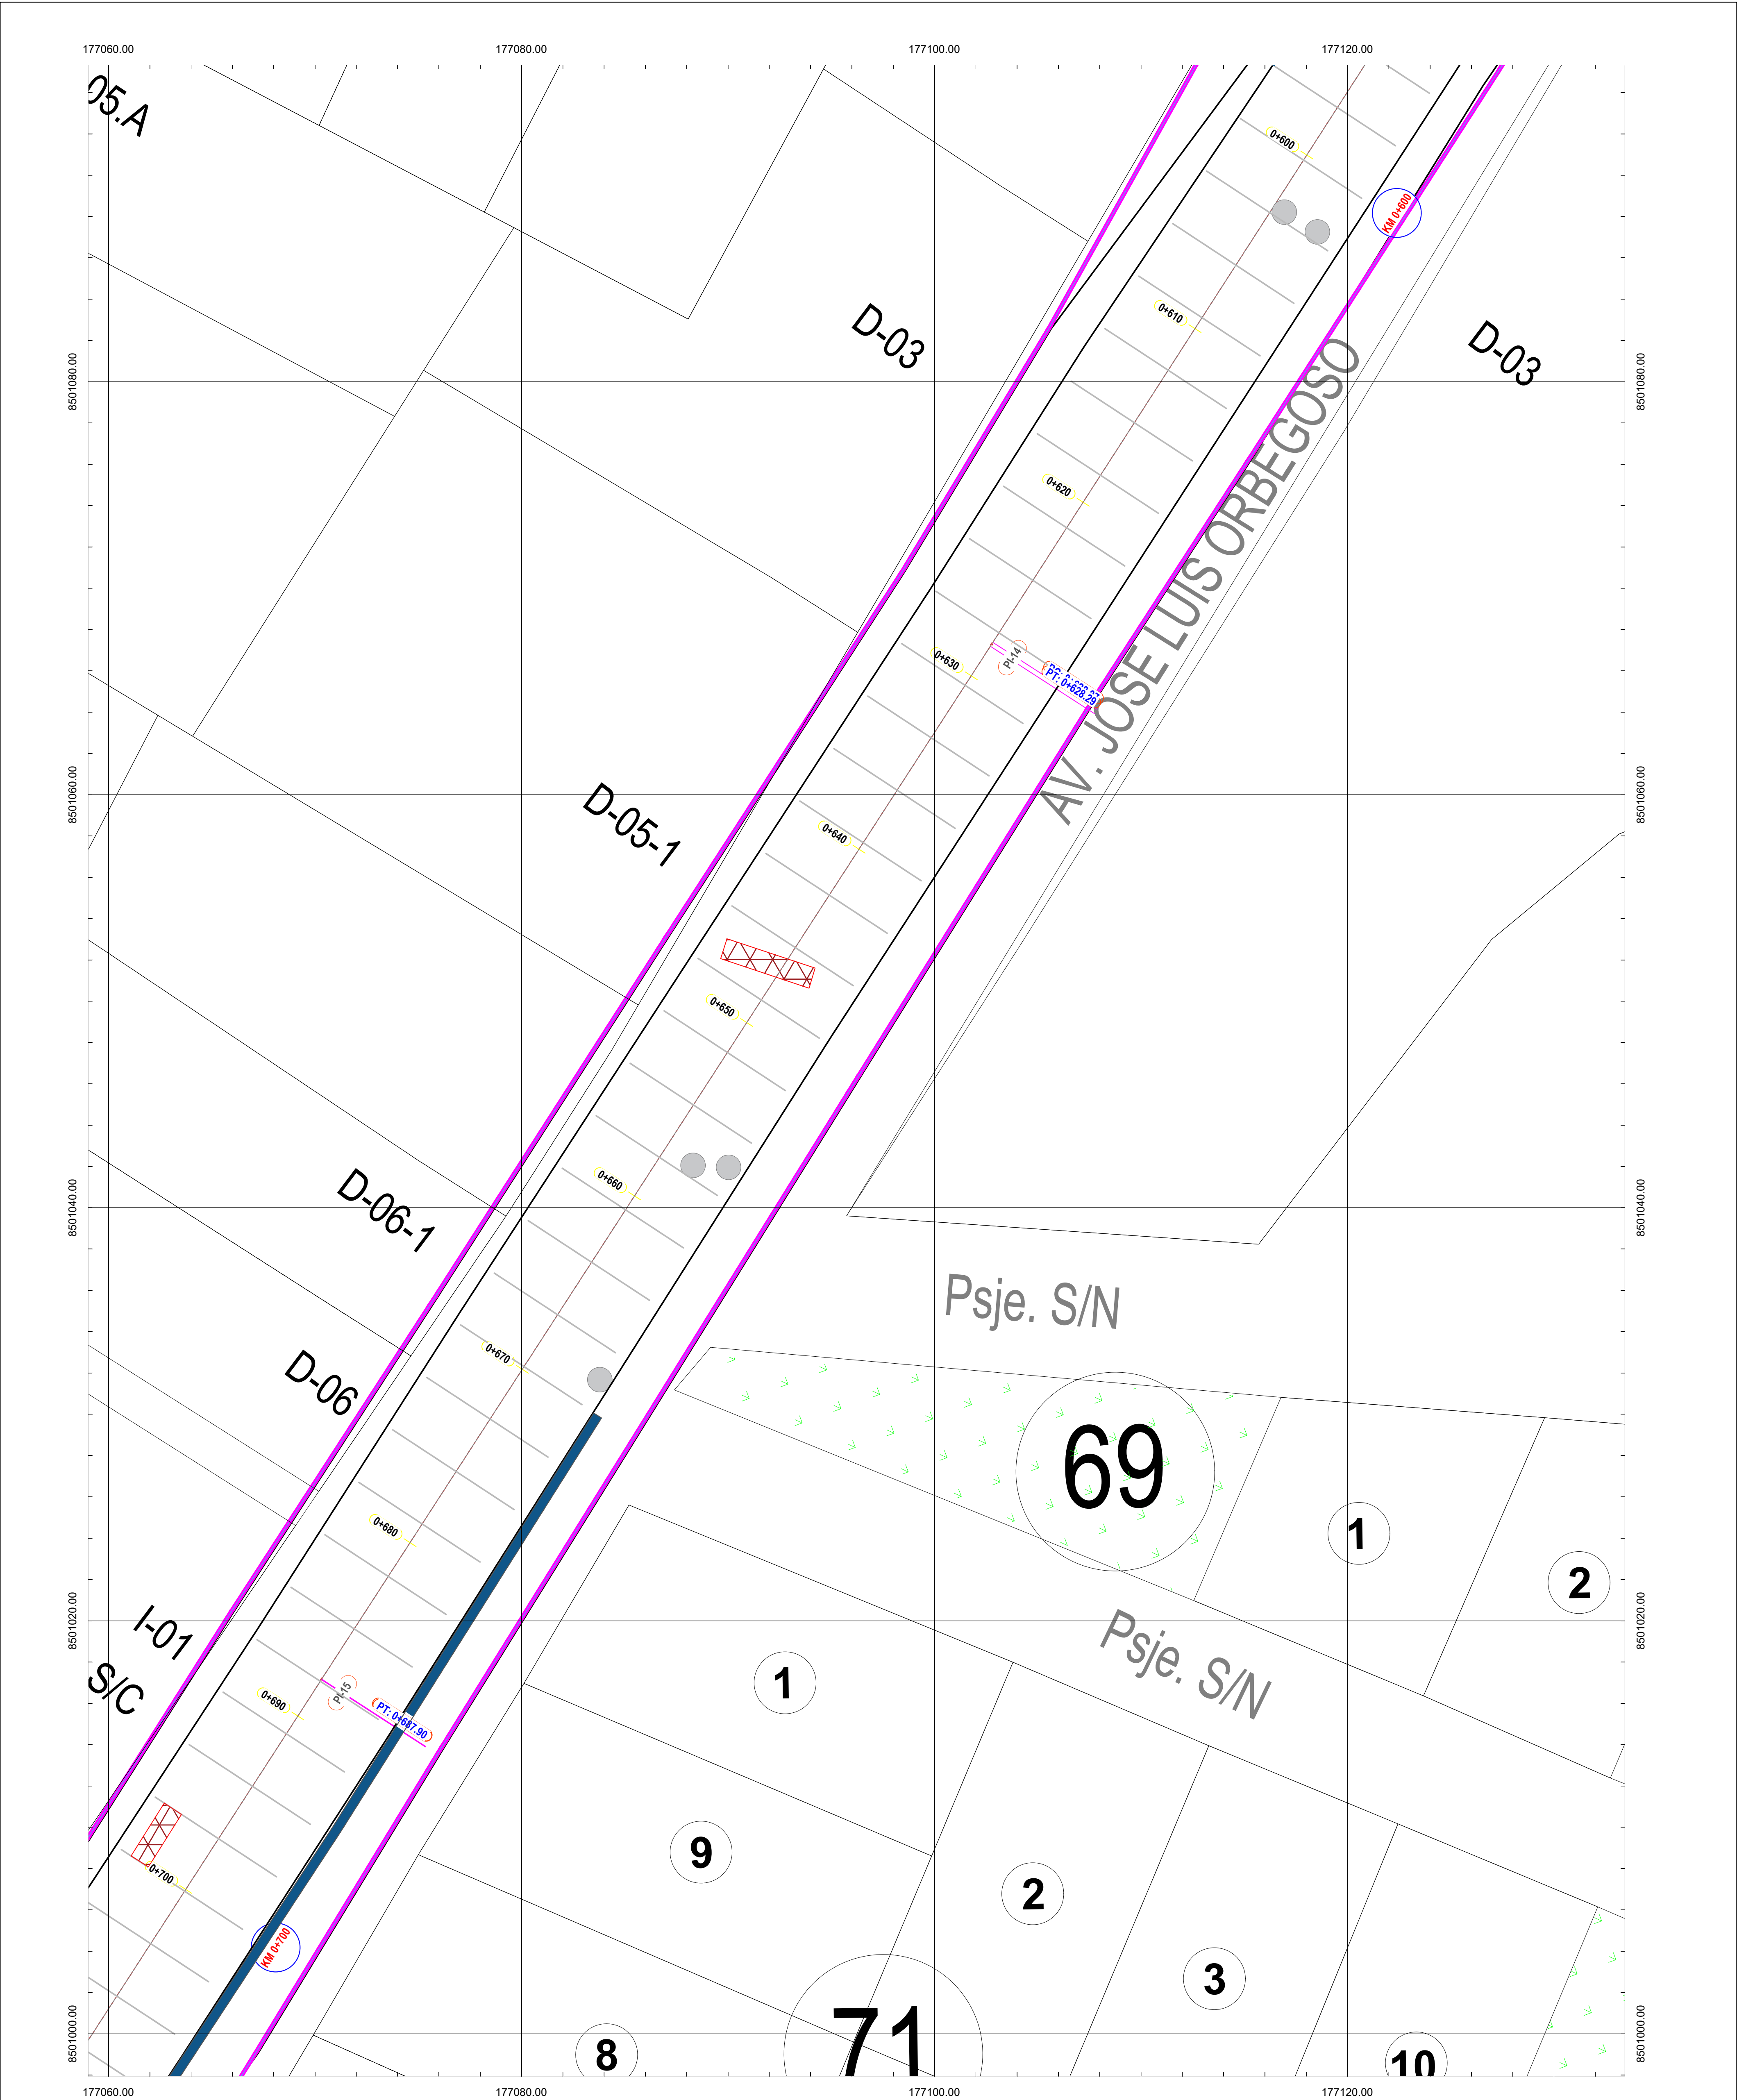 177060.00
177080.00
177100.00
177120.00
05.A
0+600
KM 0+600
D-03
0+610
D-03
8501080.00
8501080.00
AV. JOSE LUIS ORBEGOSO
0+620
PI-14
0+630
PT: 0+628.29
8501060.00
8501060.00
D-05-1
0+640
0+650
D-06-1
0+660
8501040.00
8501040.00
Psje. S/N
D-06
0+670
69
1
2
0+680
I-01
S/C
8501020.00
8501020.00
Psje. S/N
1
PI-15
0+690
PT: 0+687.90
9
2
0+700
KM 0+700
3
71
8
10
8501000.00
8501000.00
177060.00
177080.00
177100.00
177120.00